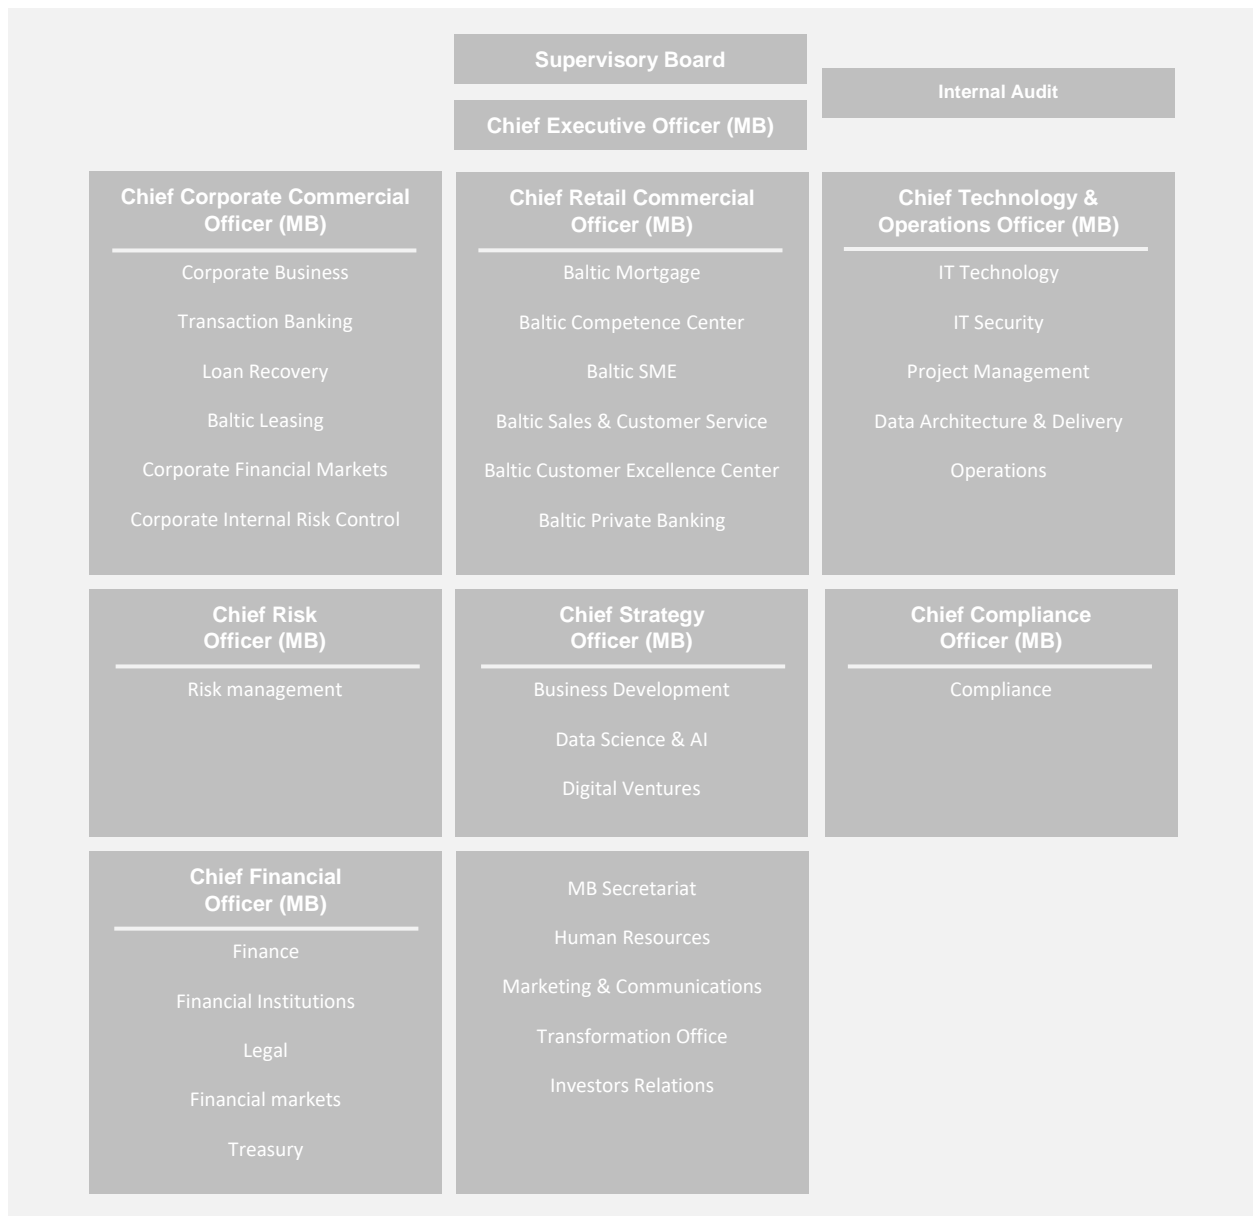 Supervisory Board
Internal Audit
Chief Executive Officer (MB)
Chief Corporate Commercial
Officer (MB)
Corporate Business
Transaction Banking
Loan Recovery
Baltic Leasing
Corporate Financial Markets
Corporate Internal Risk Control
Chief Retail Commercial
Officer (MB)
Baltic Mortgage
Baltic Competence Center
Baltic SME
Baltic Sales & Customer Service
Baltic Customer Excellence Center
Baltic Private Banking
Chief Technology &
Operations Officer (MB)
IT Technology
IT Security
Project Management
Data Architecture & Delivery
Operations
Chief Risk
Officer (MB)
Risk management
Chief Strategy
Officer (MB)
Business Development
Data Science & AI
Digital Ventures
Chief Compliance
Officer (MB)
Compliance
Chief Financial
Officer (MB)
Finance
Financial Institutions
Legal
Financial markets
Treasury
MB Secretariat
Human Resources
Marketing & Communications
Transformation Office
Investors Relations